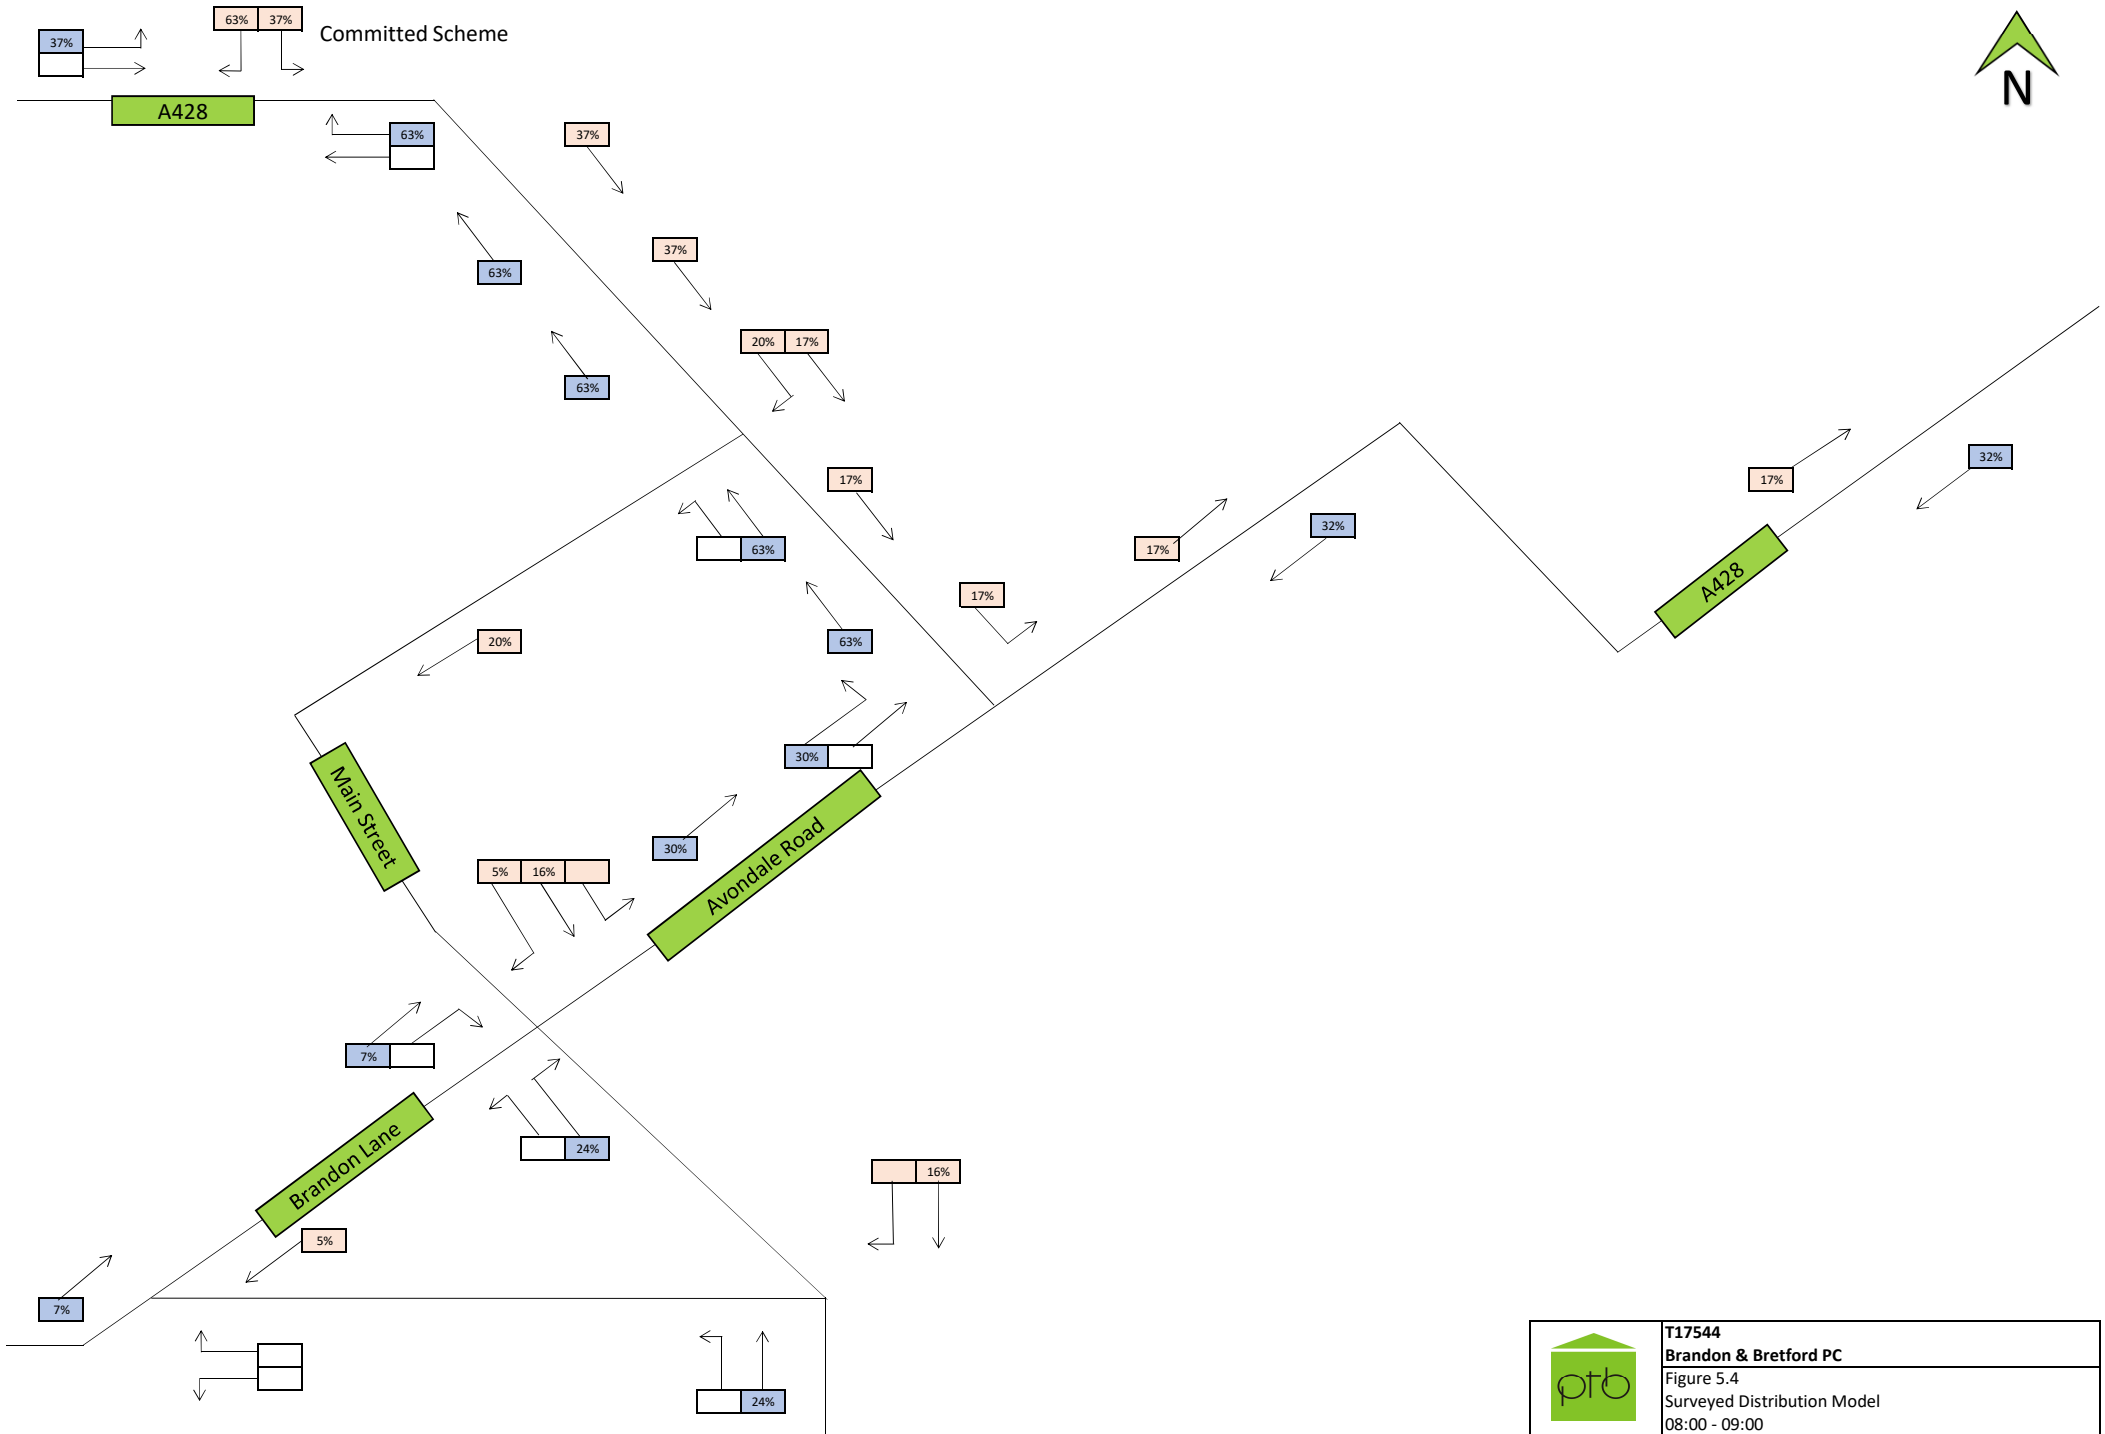 63% 37%
Committed Scheme
37%
A428
63%
37%
N
37%
63%
20% 17%
63%
32%
17%
17%
32%
63%
17%
17%
A428
20%
63%
30%
Main Street
30%
Avondale Road
5% 16%
7%
24%
Brandon Lane
16%
5%
7%
24%
ptb
T17544
Brandon & Bretford PC
Figure 5.4
Surveyed Distribution Model
08:00 - 09:00